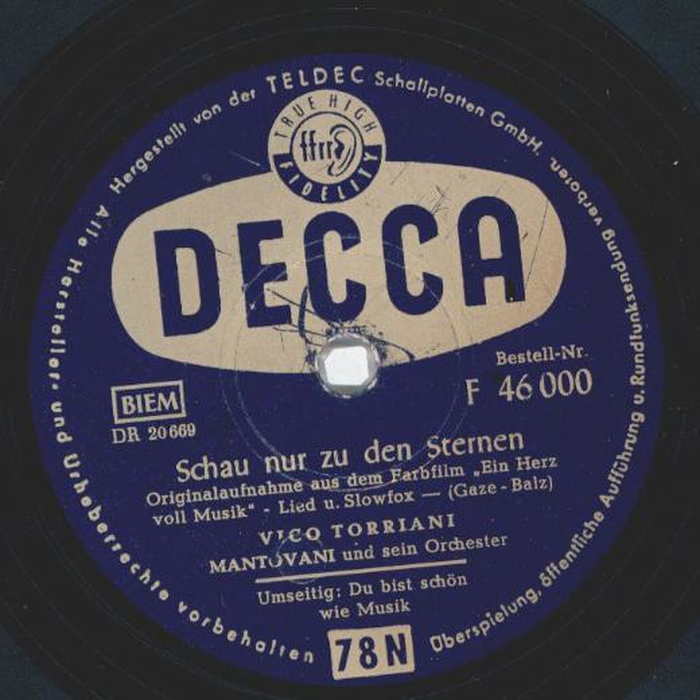 Hergestellt von der TELDEC Schallplatten GmbH.
Alle Hersteller- und Urheberrechte vorbehalten
Überspielung, öffentliche Aufführung u. Rundfunksendung verboten.
TRUE HIGH
ffrr
FIDELITY
DECCA
Bestell-Nr.
F 46 000
BIEM
DR 20 669
Schau nur zu den Sternen
Originalaufnahme aus dem Farbfilm „Ein Herz
voll Musik" - Lied u. Slowfox — (Gaze - Balz)
VICO TORRIANI
MANTOVANI und sein Orchester
Umseitig: Du bist schön
wie Musik
78 N